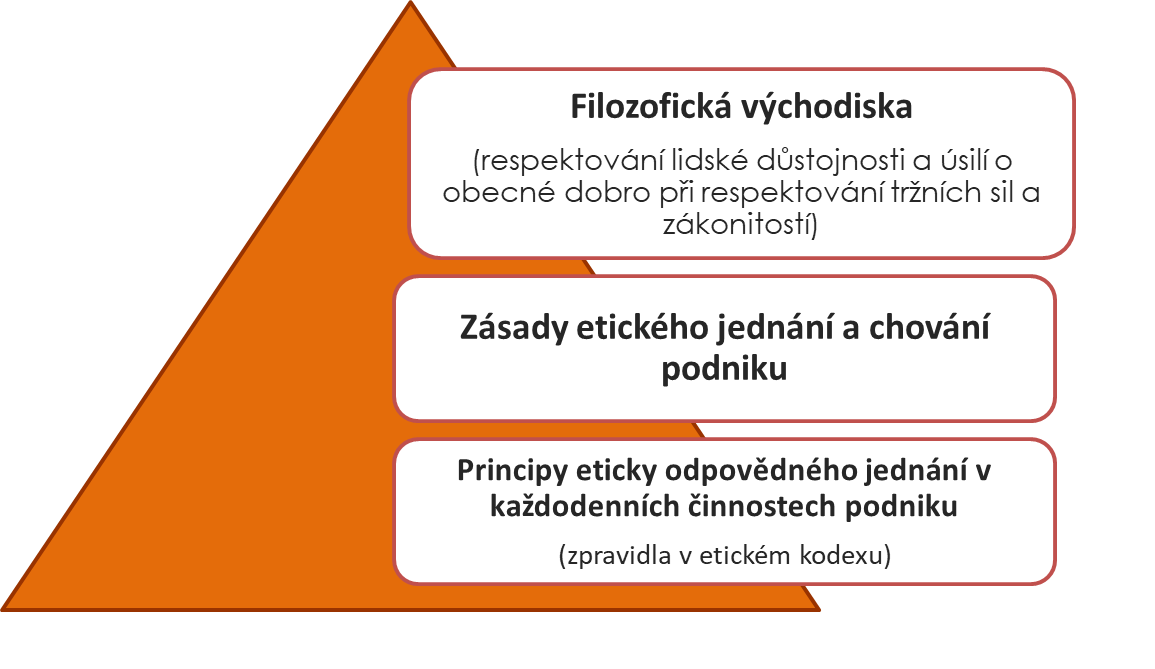 Filozofická východiska
(respektování lidské důstojnosti a úsilí o
obecné dobro při respektování tržních sil a
zákonitostí)
Zásady etického jednání a chování
podniku
Principy eticky odpovědného jednání v
každodenních činnostech podniku
(zpravidla v etickém kodexu)